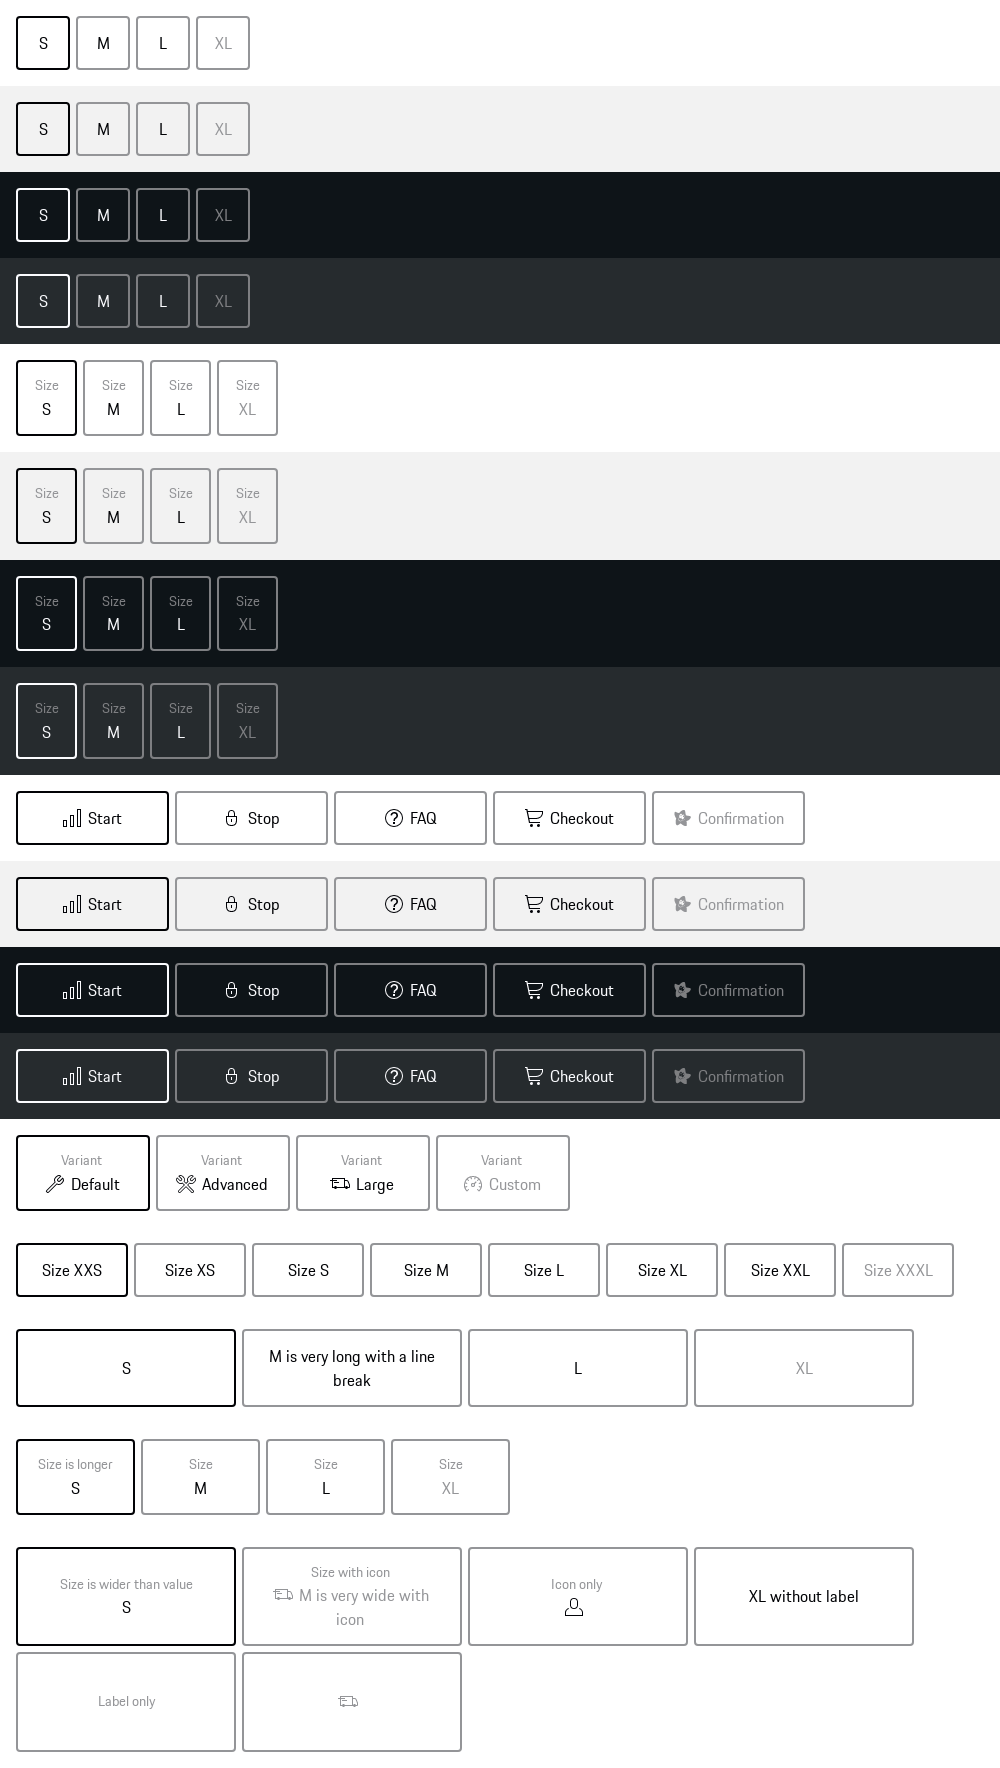 S M L XL
S M L XL
S M L XL
S M L XL
Size Size Size Size
S M L XL
Size Size Size Size
S M L XL
Size Size Size Size
S M L XL
Size Size Size Size
S M L XL
Start Stop FAQ Checkout Confirmation
Start Stop FAQ Checkout Confirmation
Start Stop FAQ Checkout Confirmation
Start Stop FAQ Checkout Confirmation
Variant Variant Variant Variant
Default Advanced Large Custom
Size XXS Size XS Size S Size M Size L Size XL Size XXL Size XXXL
S
M is very long with a line
break
L
XL
Size is longer Size Size Size
S M L XL
Size is wider than value
S
Size with icon
M is very wide with
icon
Icon only
XL without label
Label only